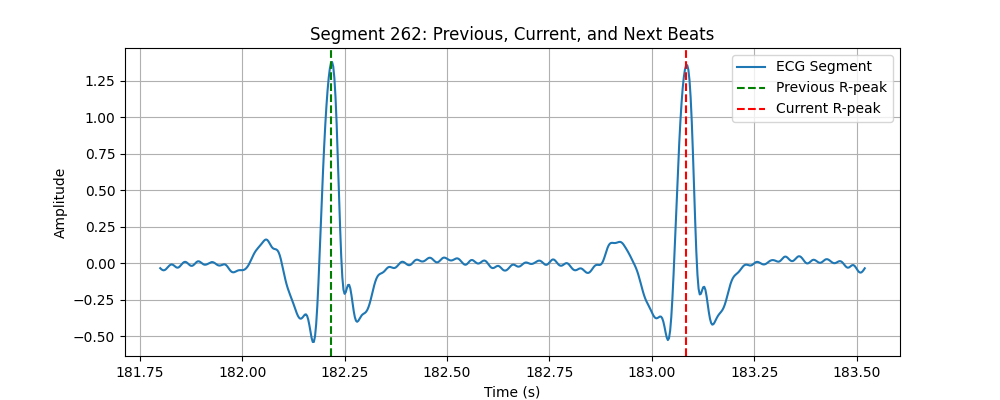 Segment 262: Previous, Current, and Next Beats
ECG Segment
Previous R-peak
Current R-peak
Amplitude
1.25
1.00
0.75
0.50
0.25
0.00
−0.25
−0.50
181.75 182.00 182.25 182.50 182.75 183.00 183.25 183.50
Time (s)